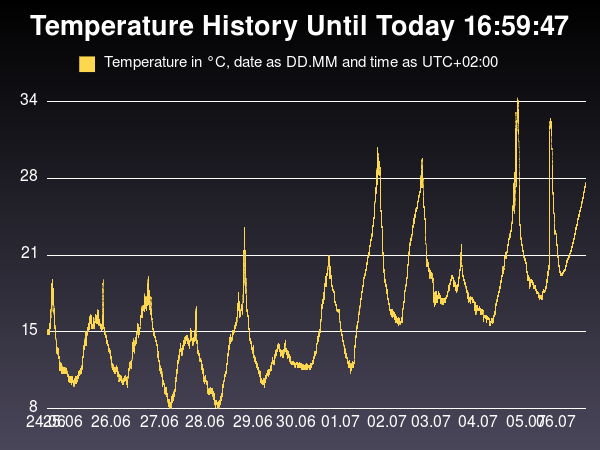 Temperature History Until Today 16:59:47
Temperature in °C, date as DD.MM and time as UTC+02:00
34
28
21
15
8
24.06 25.06 26.06 27.06 28.06 29.06 30.06 01.07 02.07 03.07 04.07 05.07 06.07